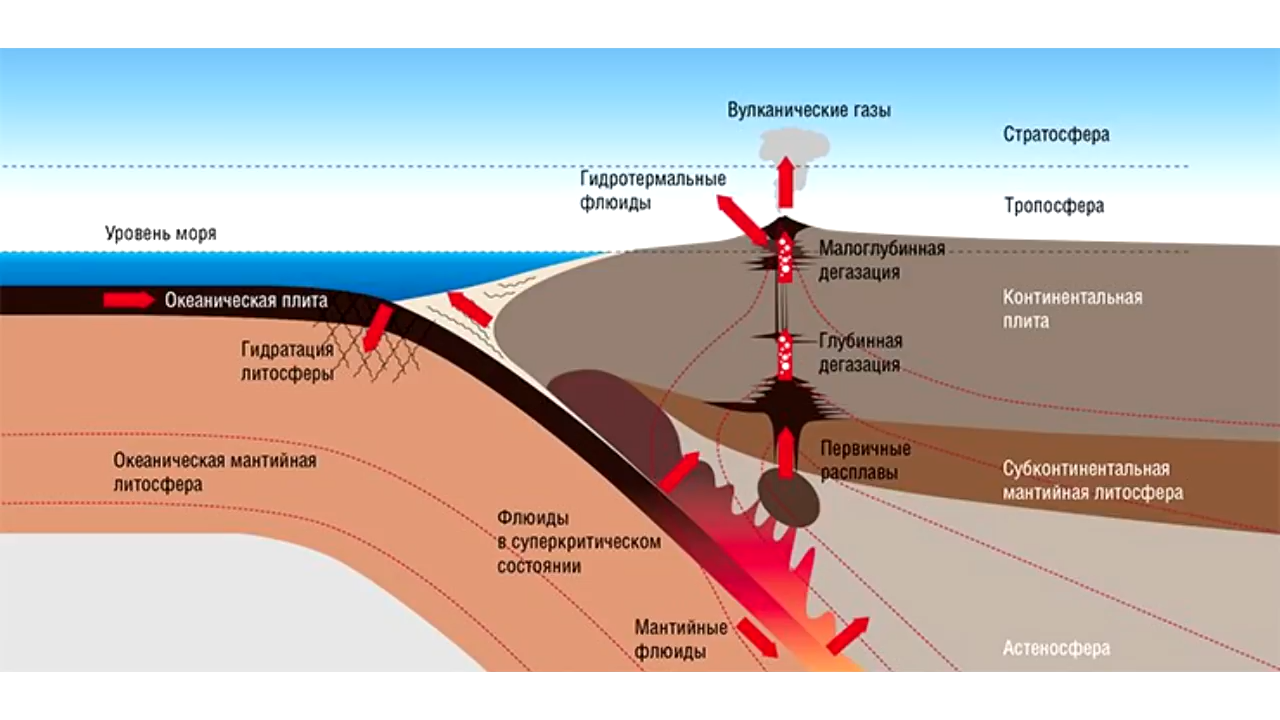 Вулканические газы
Стратосфера
Гидротермальные
флюиды
Тропосфера
Уровень моря
Малоглубинная
дегазация
Океаническая плита
Континентальная
плита
Гидратация
литосферы
Глубинная
дегазация
Океаническая мантийная
литосфера
Первичные
расплавы
Субконтинентальная
мантийная литосфера
Флюиды
в суперкритическом
состоянии
Мантийные
флюиды
Астеносфера